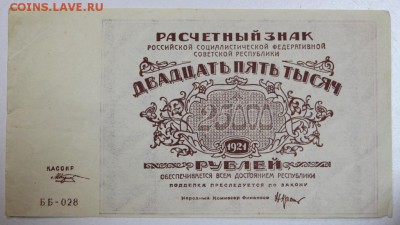 COINS.LAVE.RU
РАСЧЕТНЫЙ ЗНАК
РОССИЙСКОЙ СОЦИАЛИСТИЧЕСКОЙ ФЕДЕРАТИВНОЙ
СОВЕТСКОЙ РЕСПУБЛИКИ
ДВАДЦАТЬ ПЯТЬ ТЫСЯЧ
25000
1921
РУБЛЕЙ
ОБЕСПЕЧИВАЕТСЯ ВСЕМ ДОСТОЯНИЕМ РЕСПУБЛИКИ
ПОДДЕЛКА ПРЕСЛЕДУЕТСЯ ПО ЗАКОНУ
КАССИР
Народный Комиссар Финансов
ББ-028